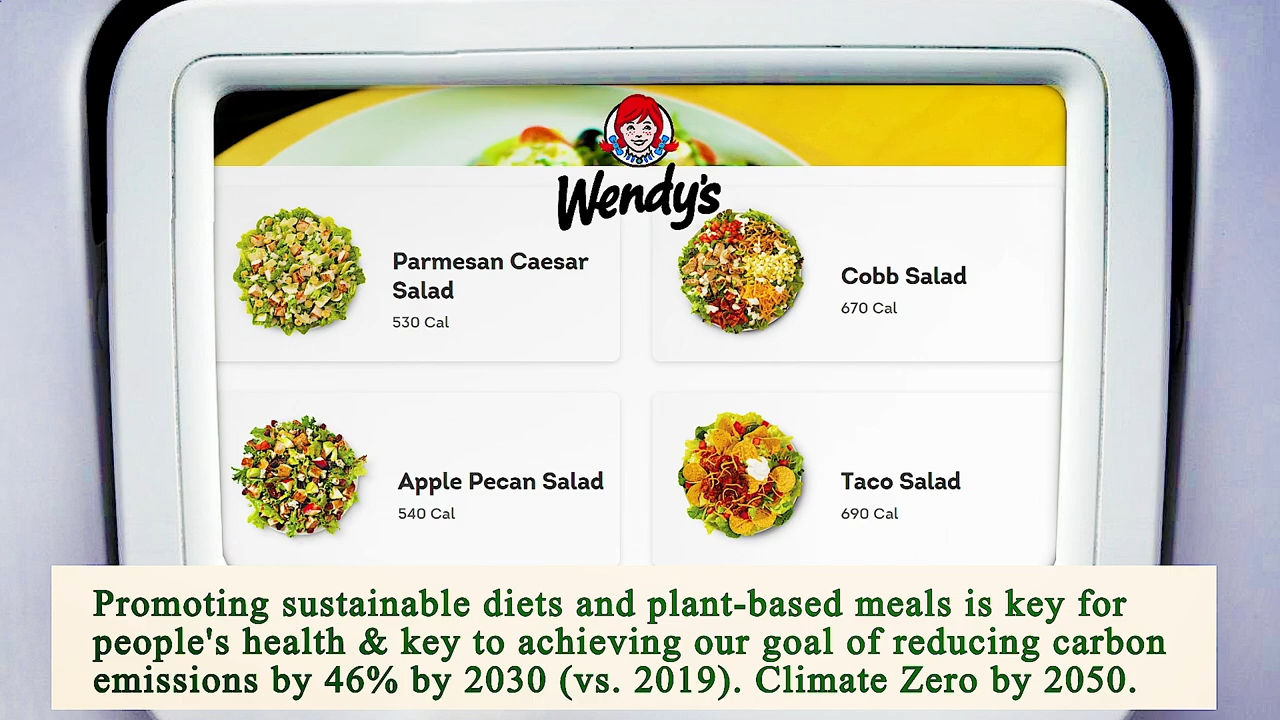 Wendy's
Parmesan Caesar
Salad
530 Cal
Cobb Salad
670 Cal
Apple Pecan Salad
540 Cal
Taco Salad
690 Cal
Promoting sustainable diets and plant-based meals is key for
people's health & key to achieving our goal of reducing carbon
emissions by 46% by 2030 (vs. 2019). Climate Zero by 2050.